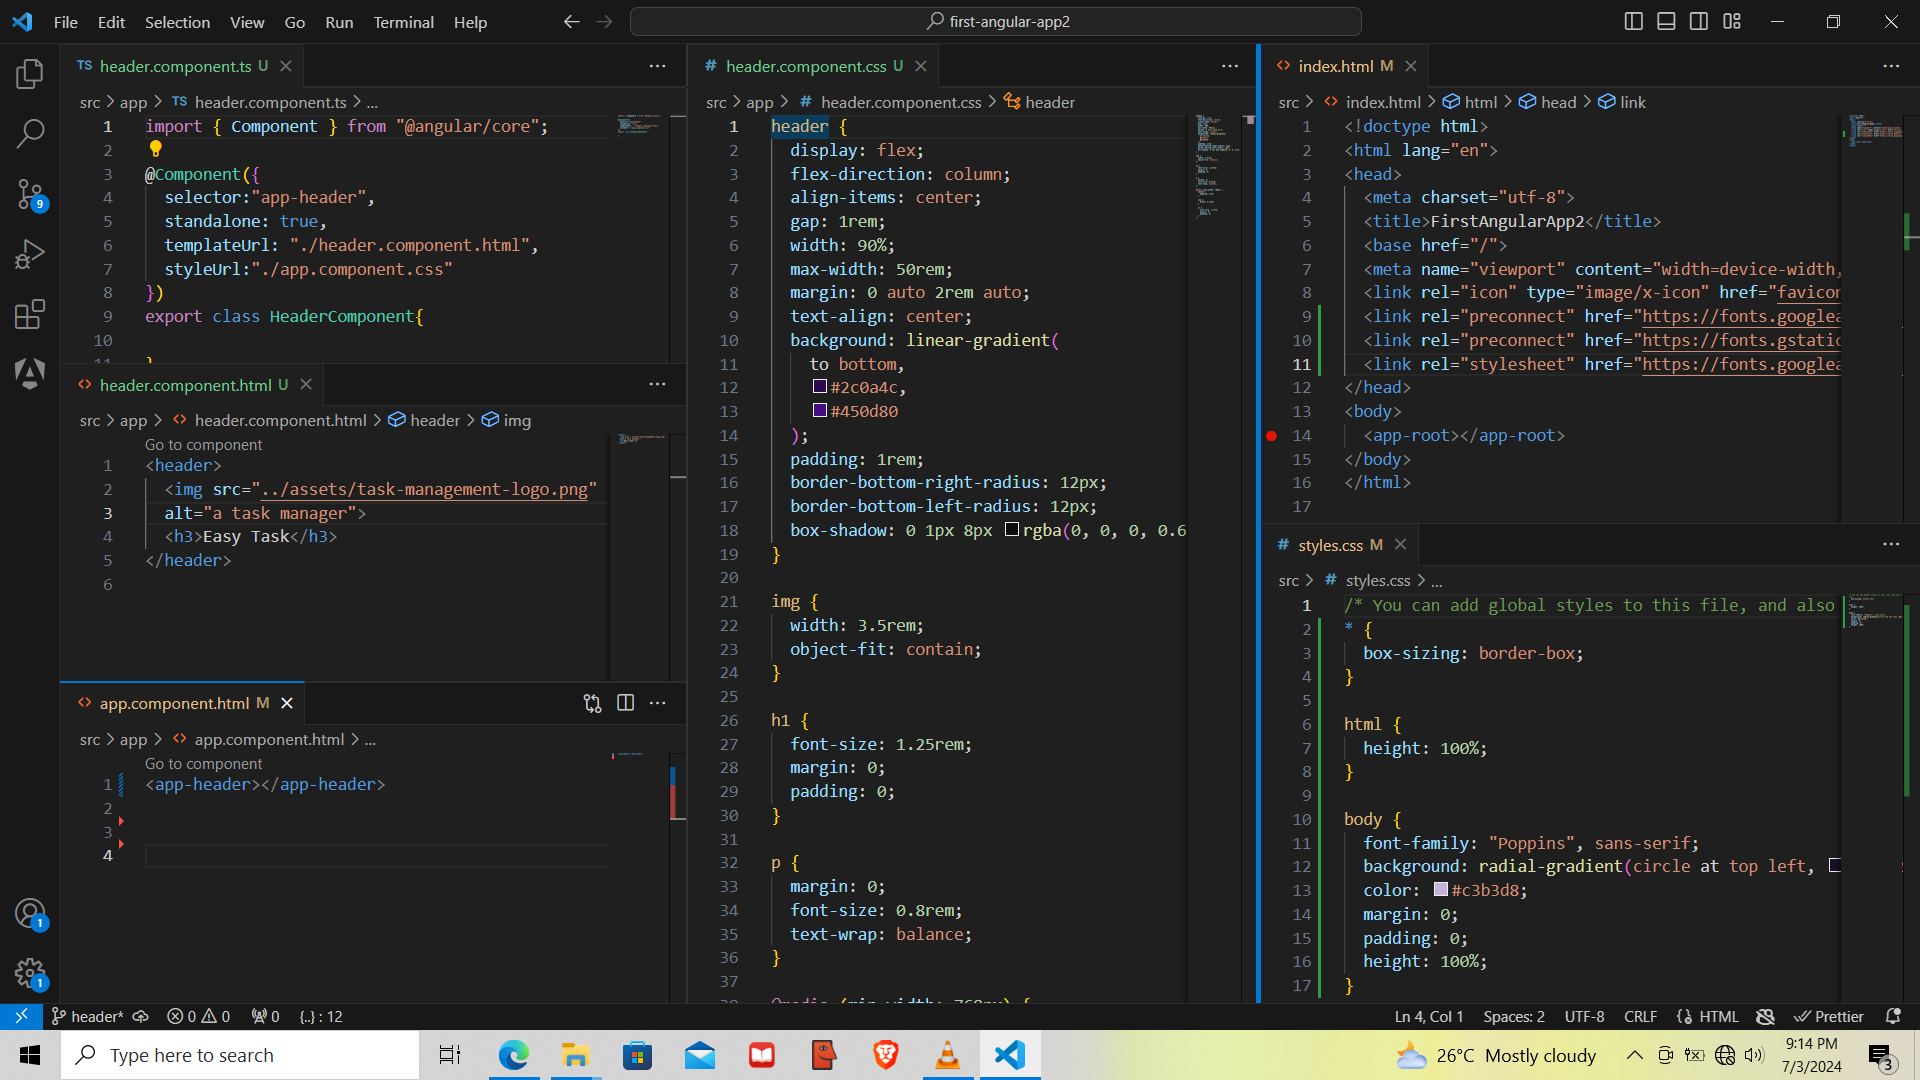 File Edit Selection View Go Run Terminal Help
first-angular-app2
TS header.component.ts U
src > app > TS header.component.ts > ...
1 import { Component } from "@angular/core";
2
3 @Component({
4 selector:"app-header",
5 standalone: true,
6 templateUrl: "./header.component.html",
7 styleUrl:"./app.component.css"
8 })
9 export class HeaderComponent{
10
11 }
<> header.component.html U
src > app > <> header.component.html > header > img
Go to component
1 <header>
2 <img src="../assets/task-management-logo.png"
3 alt="a task manager">
4 <h3>Easy Task</h3>
5 </header>
6
<> app.component.html M
src > app > <> app.component.html > ...
Go to component
1 <app-header></app-header>
2
3
4
# header.component.css U
src > app > # header.component.css > header
1 header {
2 display: flex;
3 flex-direction: column;
4 align-items: center;
5 gap: 1rem;
6 width: 90%;
7 max-width: 50rem;
8 margin: 0 auto 2rem auto;
9 text-align: center;
10 background: linear-gradient(
11 to bottom,
12 #2c0a4c,
13 #450d80
14 );
15 padding: 1rem;
16 border-bottom-right-radius: 12px;
17 border-bottom-left-radius: 12px;
18 box-shadow: 0 1px 8px rgba(0, 0, 0, 0.6
19 }
20
21 img {
22 width: 3.5rem;
23 object-fit: contain;
24 }
25
26 h1 {
27 font-size: 1.25rem;
28 margin: 0;
29 padding: 0;
30 }
31
32 p {
33 margin: 0;
34 font-size: 0.8rem;
35 text-wrap: balance;
36 }
37
38 @media (min-width: 768px) {
<> index.html M
src > <> index.html > html > head > link
1 <!doctype html>
2 <html lang="en">
3 <head>
4 <meta charset="utf-8">
5 <title>FirstAngularApp2</title>
6 <base href="/">
7 <meta name="viewport" content="width=device-width,
8 <link rel="icon" type="image/x-icon" href="favicon
9 <link rel="preconnect" href="https://fonts.googlea
10 <link rel="preconnect" href="https://fonts.gstatic
11 <link rel="stylesheet" href="https://fonts.googlea
12 </head>
13 <body>
14 <app-root></app-root>
15 </body>
16 </html>
17
# styles.css M
src > # styles.css > ...
1 /* You can add global styles to this file, and also
2 * {
3 box-sizing: border-box;
4 }
5
6 html {
7 height: 100%;
8 }
9
10 body {
11 font-family: "Poppins", sans-serif;
12 background: radial-gradient(circle at top left,
13 color: #c3b3d8;
14 margin: 0;
15 padding: 0;
16 height: 100%;
17 }
9
1
1
header* 0 0 0 {..} : 12
Ln 4, Col 1 Spaces: 2 UTF-8 CRLF HTML Prettier
Type here to search
26°C Mostly cloudy
9:14 PM
7/3/2024
3